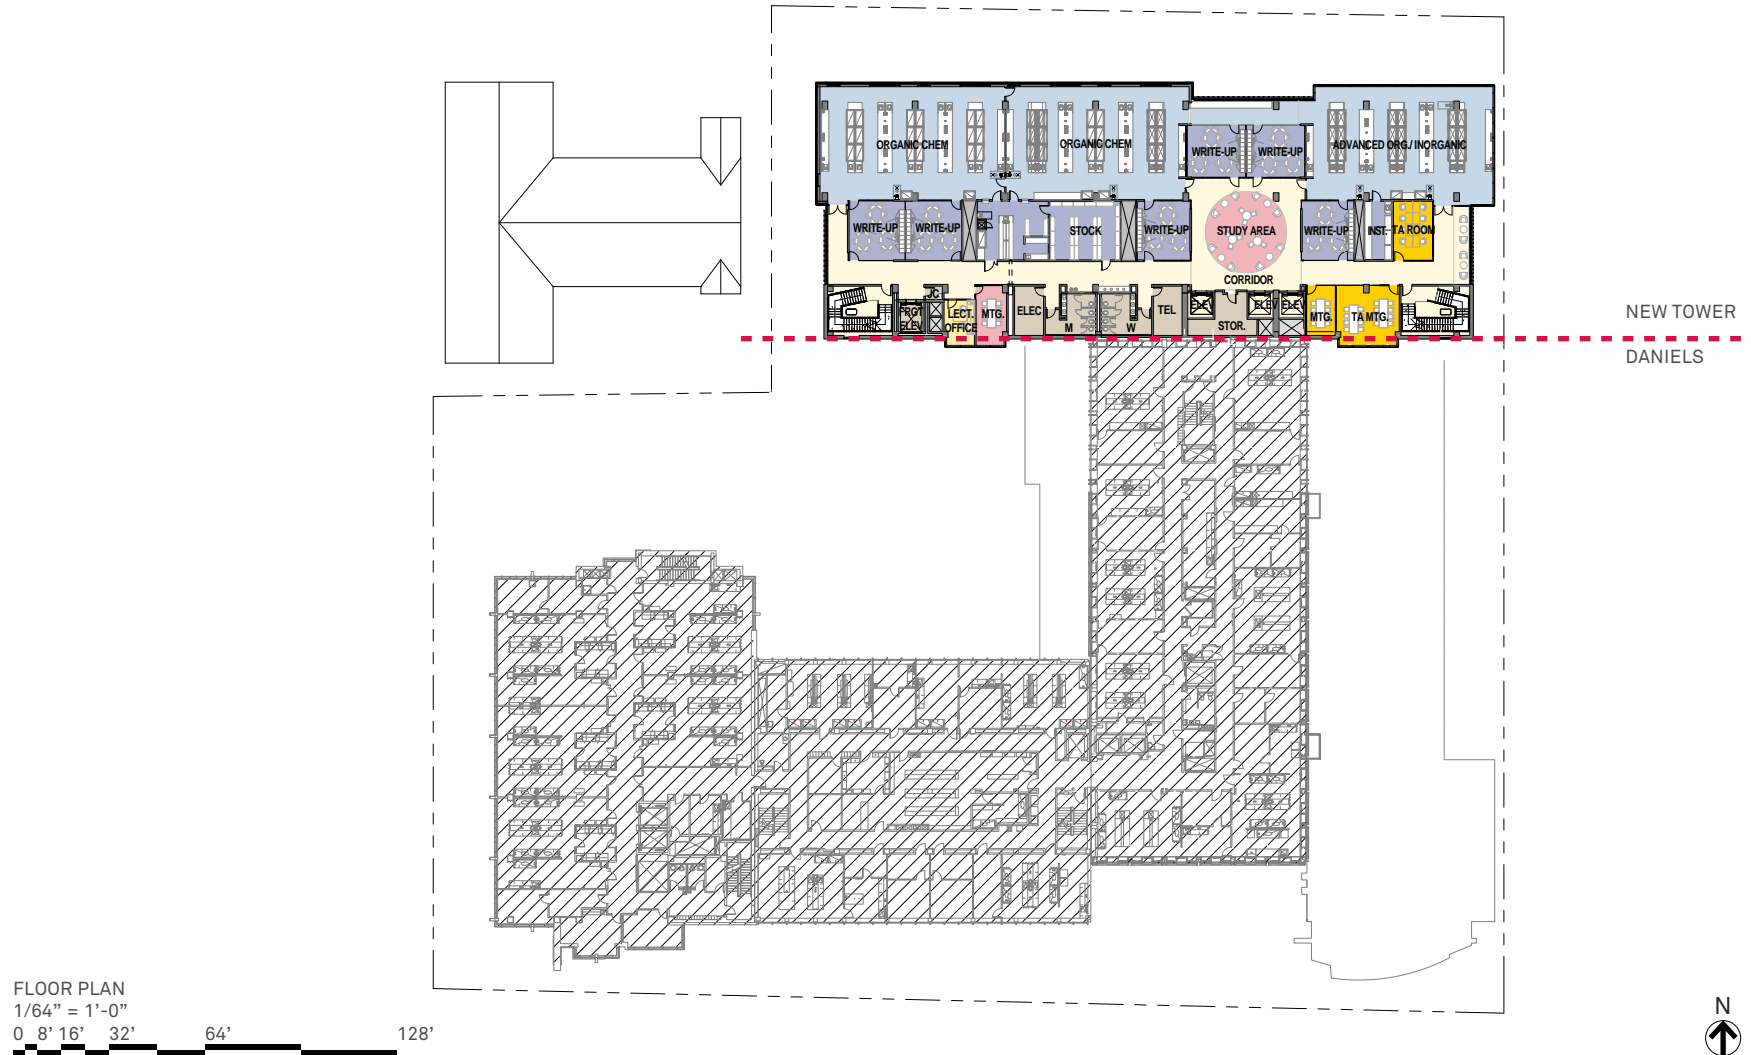 ORGANIC CHEM
ORGANIC CHEM
ADVANCED ORG./ INORGANIC
WRITE-UP
WRITE-UP
WRITE-UP
WRITE-UP
STOCK
WRITE-UP
STUDY AREA
WRITE-UP
INST.
TA ROOM
CORRIDOR
JC
FRGT
ELEV
LECT.
OFFICE
MTG.
ELEC
M
W
TEL
ELEV
STOR.
ELEV
ELEV
MTG.
TA MTG.
NEW TOWER
DANIELS
FLOOR PLAN
1/64” = 1’-0”
0 8’ 16’ 32’ 64’ 128’
N